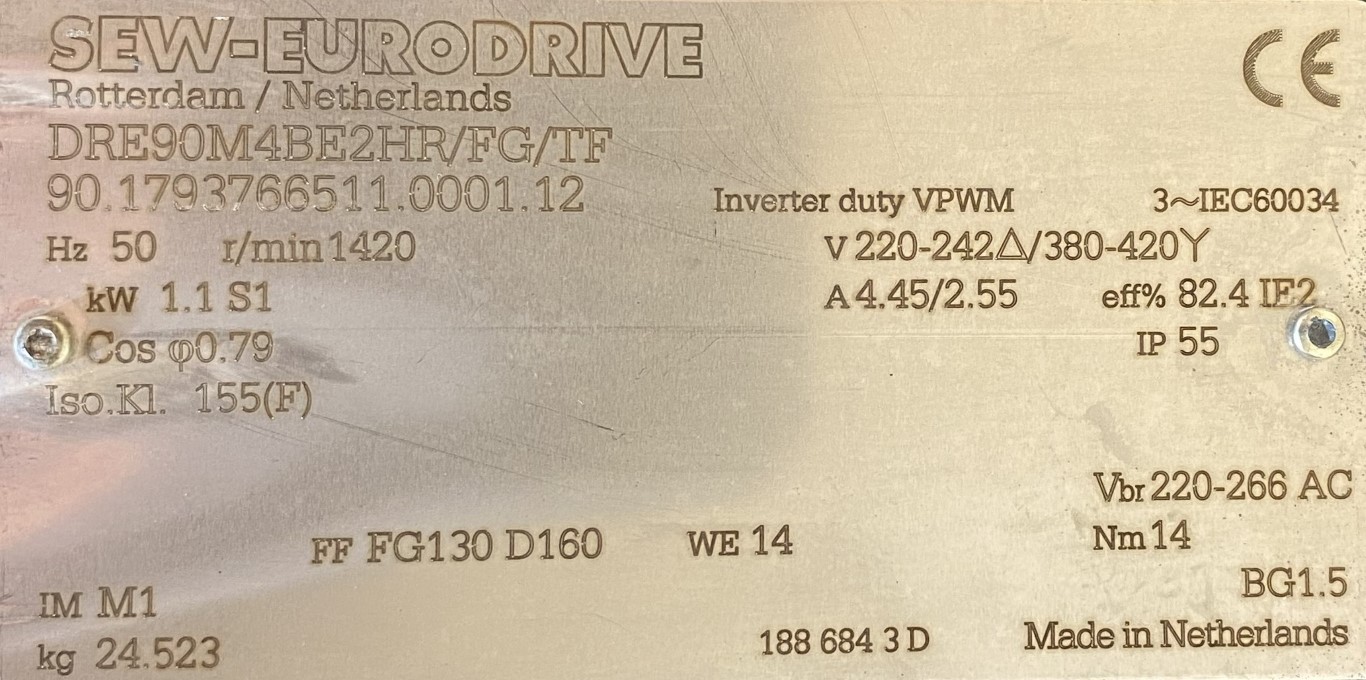 SEW-EURODRIVE CE
Rotterdam / Netherlands
DRE90M4BE2HR/FG/TF
90.1793766511.0001.12 Inverter duty VPWM 3~IEC60034
Hz 50 r/min 1420 V 220-242△/380-420Y
kW 1.1 S1 A 4.45/2.55 eff% 82.4 IE2
Cos φ0.79 IP 55
Iso.Kl. 155(F)
Vbr 220-266 AC
FF FG130 D160 WE 14 Nm 14
BG1.5
IM M1
kg 24.523 188 684 3 D Made in Netherlands